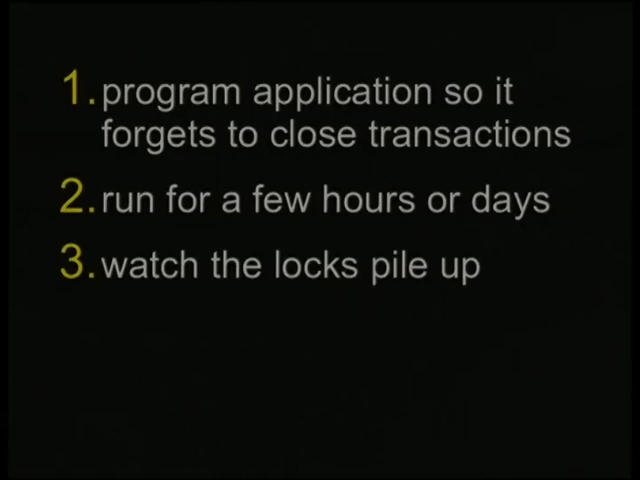 1. program application so it
forgets to close transactions
2. run for a few hours or days
3. watch the locks pile up